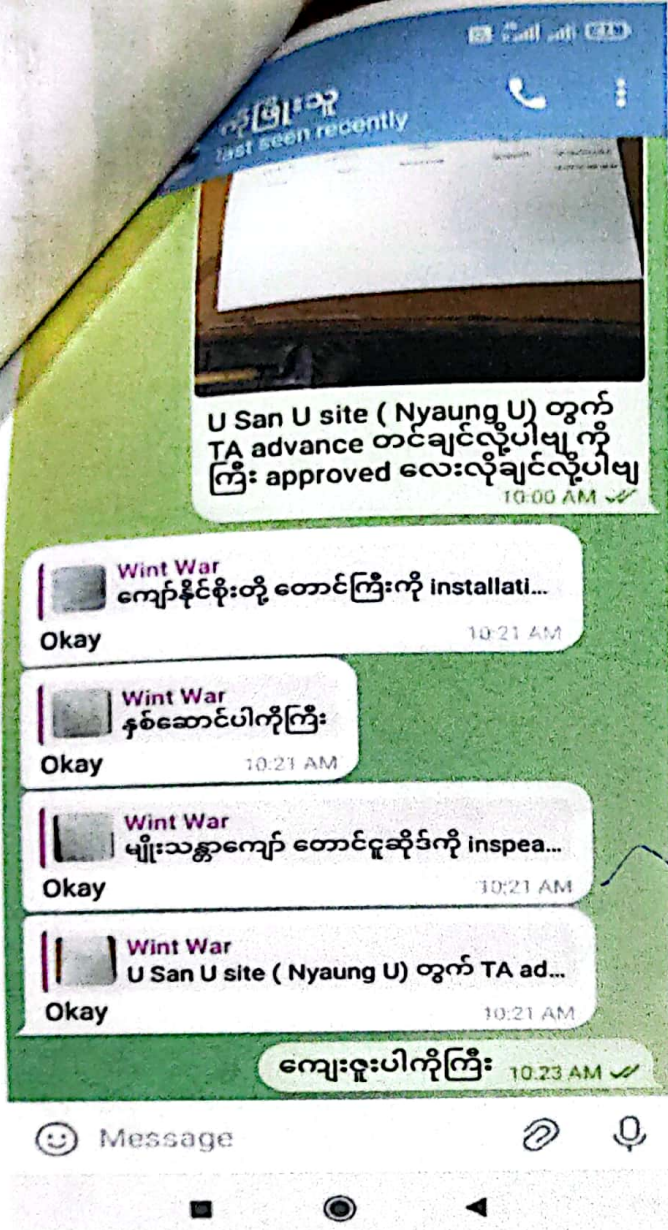 ကိုဖြိုးသူ
last seen recently
U San U site ( Nyaung U) တွက်
TA advance တင်ချင်လို့ပါဗျ ကို
ကြီး approved လေးလိုချင်လို့ပါဗျ
10:00 AM
Wint War
ကျော်နိုင်စိုးတို့ တောင်ကြီးကို installati...
Okay
10:21 AM
Wint War
နှစ်ဆောင်ပါကိုကြီး
Okay
10:21 AM
Wint War
မျိုးသန္တာကျော် တောင်ငူဆိုဒ်ကို inspea...
Okay
10:21 AM
Wint War
U San U site ( Nyaung U) တွက် TA ad...
Okay
10:21 AM
ကျေးဇူးပါကိုကြီး
10:23 AM
Message